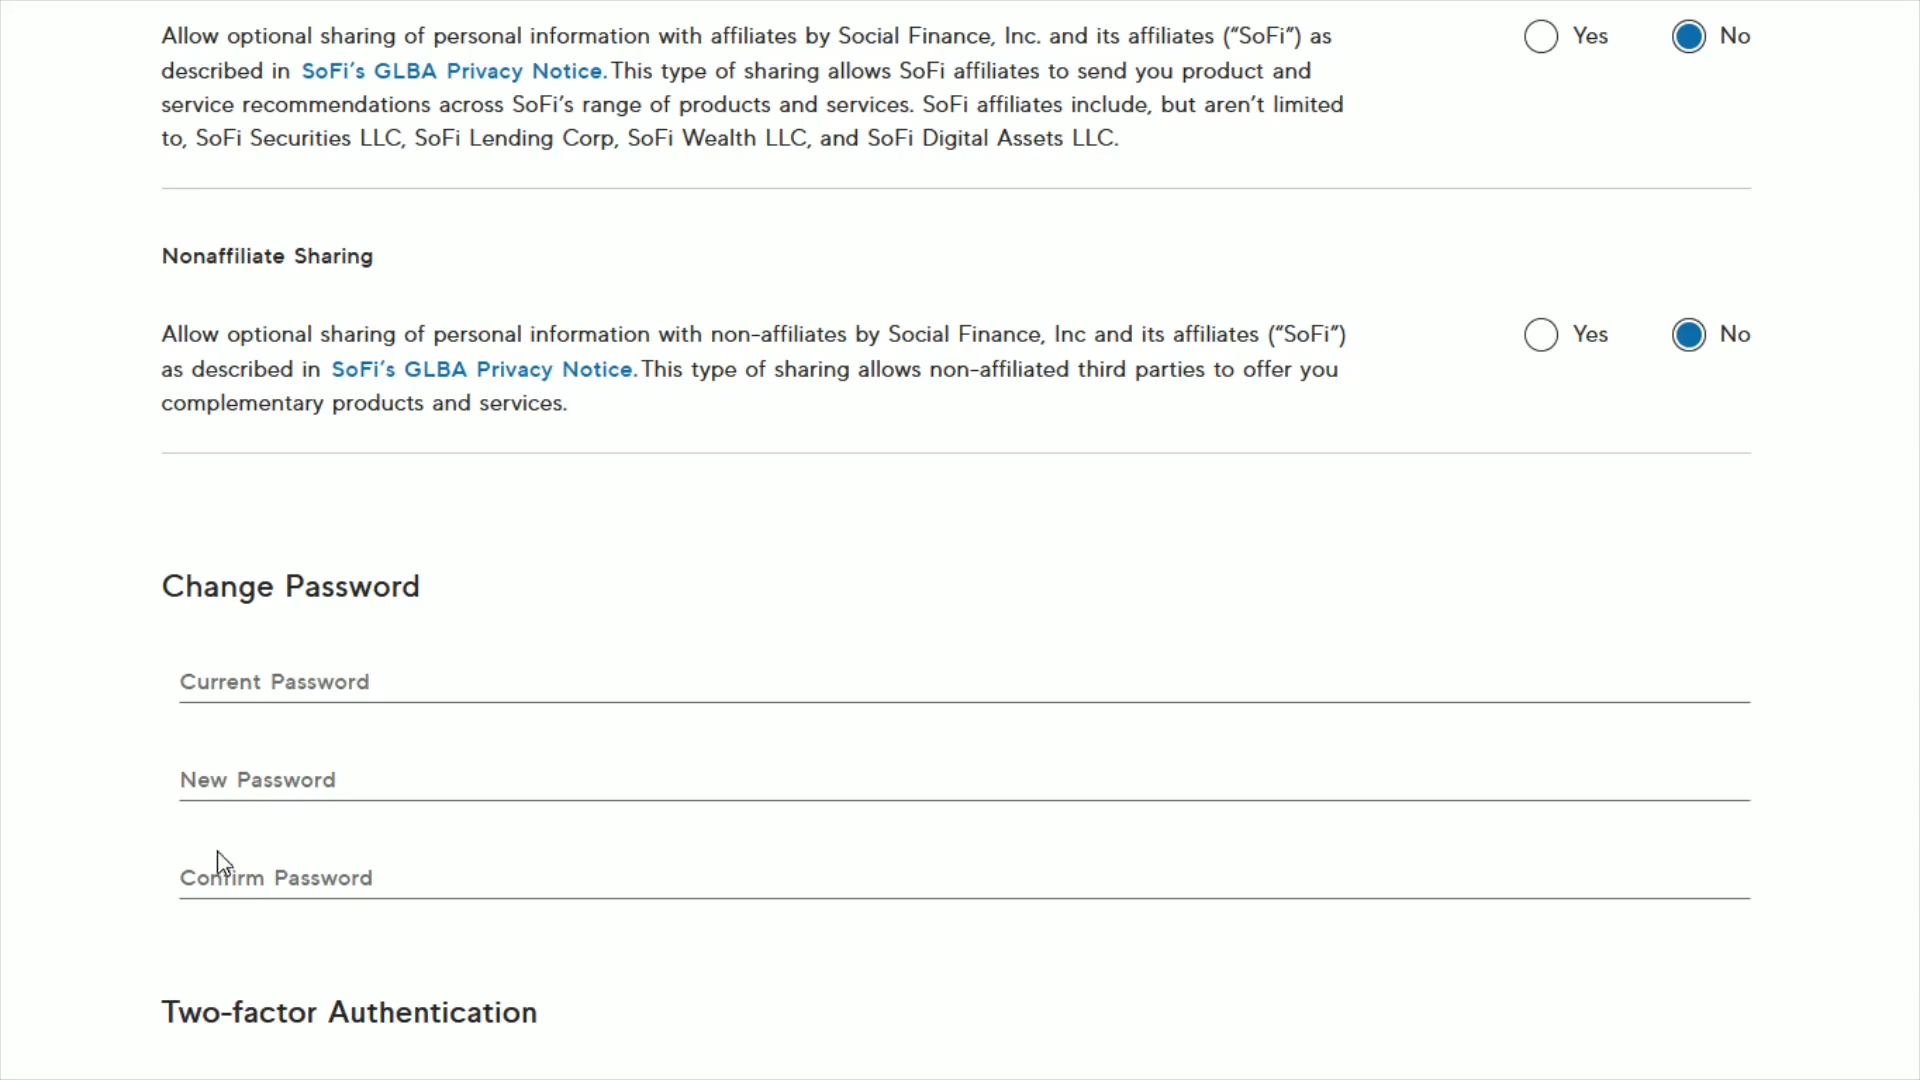 Allow optional sharing of personal information with affiliates by Social Finance, Inc. and its affiliates (“SoFi”) as Yes No
described in SoFi’s GLBA Privacy Notice. This type of sharing allows SoFi affiliates to send you product and
service recommendations across SoFi’s range of products and services. SoFi affiliates include, but aren’t limited
to, SoFi Securities LLC, SoFi Lending Corp, SoFi Wealth LLC, and SoFi Digital Assets LLC.
Nonaffiliate Sharing
Allow optional sharing of personal information with non-affiliates by Social Finance, Inc and its affiliates (“SoFi”) Yes No
as described in SoFi’s GLBA Privacy Notice. This type of sharing allows non-affiliated third parties to offer you
complementary products and services.
Change Password
Current Password
New Password
Confirm Password
Two-factor Authentication